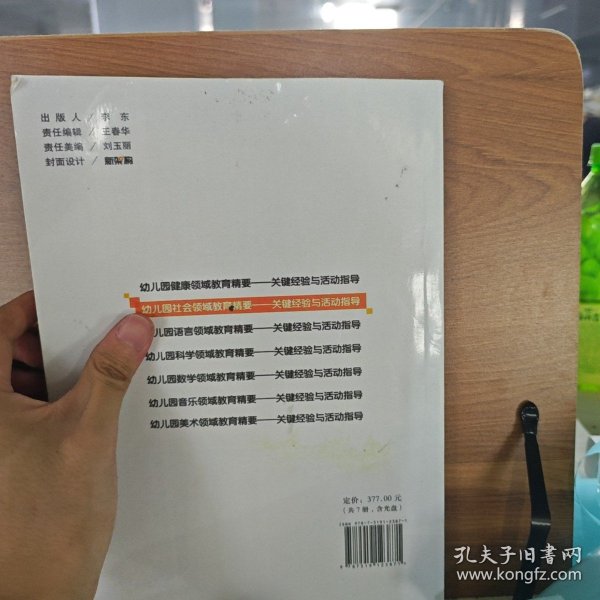 出版人 / 李 东
责任编辑 / 王春华
责任美编 / 刘玉丽
封面设计 / 新架构
幼儿园健康领域教育精要——关键经验与活动指导
幼儿园社会领域教育精要——关键经验与活动指导
儿园语言领域教育精要——关键经验与活动指导
幼儿园科学领域教育精要——关键经验与活动指导
幼儿园数学领域教育精要——关键经验与活动指导
幼儿园音乐领域教育精要——关键经验与活动指导
幼儿园美术领域教育精要——关键经验与活动指导
定价：377.00 元
（共7册，含光盘）
孔夫子旧书网
www.kongfz.com